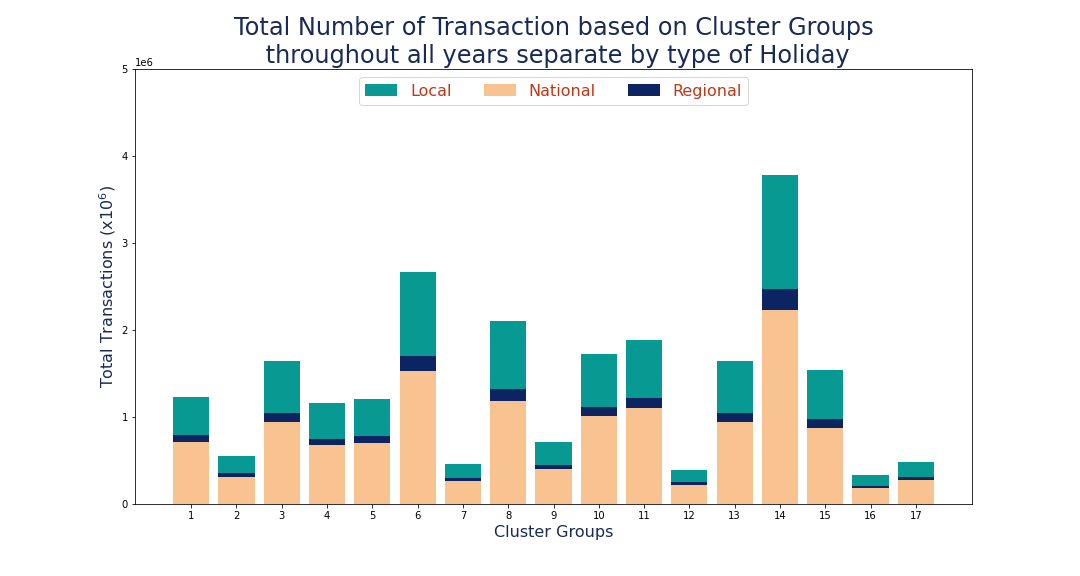 Total Number of Transaction based on Cluster Groups
throughout all years separate by type of Holiday
1e6
Local National Regional
5
4
3
2
1
0
Total Transactions (x10⁶)
1 2 3 4 5 6 7 8 9 10 11 12 13 14 15 16 17
Cluster Groups